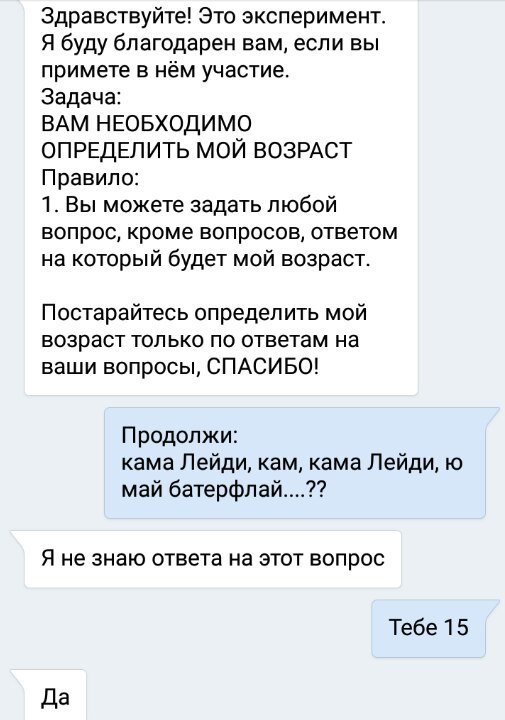 Здравствуйте! Это эксперимент.
Я буду благодарен вам, если вы
примете в нём участие.
Задача:
ВАМ НЕОБХОДИМО
ОПРЕДЕЛИТЬ МОЙ ВОЗРАСТ
Правило:
1. Вы можете задать любой
вопрос, кроме вопросов, ответом
на который будет мой возраст.
Постарайтесь определить мой
возраст только по ответам на
ваши вопросы, СПАСИБО!
Продолжи:
кама Лейди, кам, кама Лейди, ю
май батерфлай....??
Я не знаю ответа на этот вопрос
Тебе 15
Да